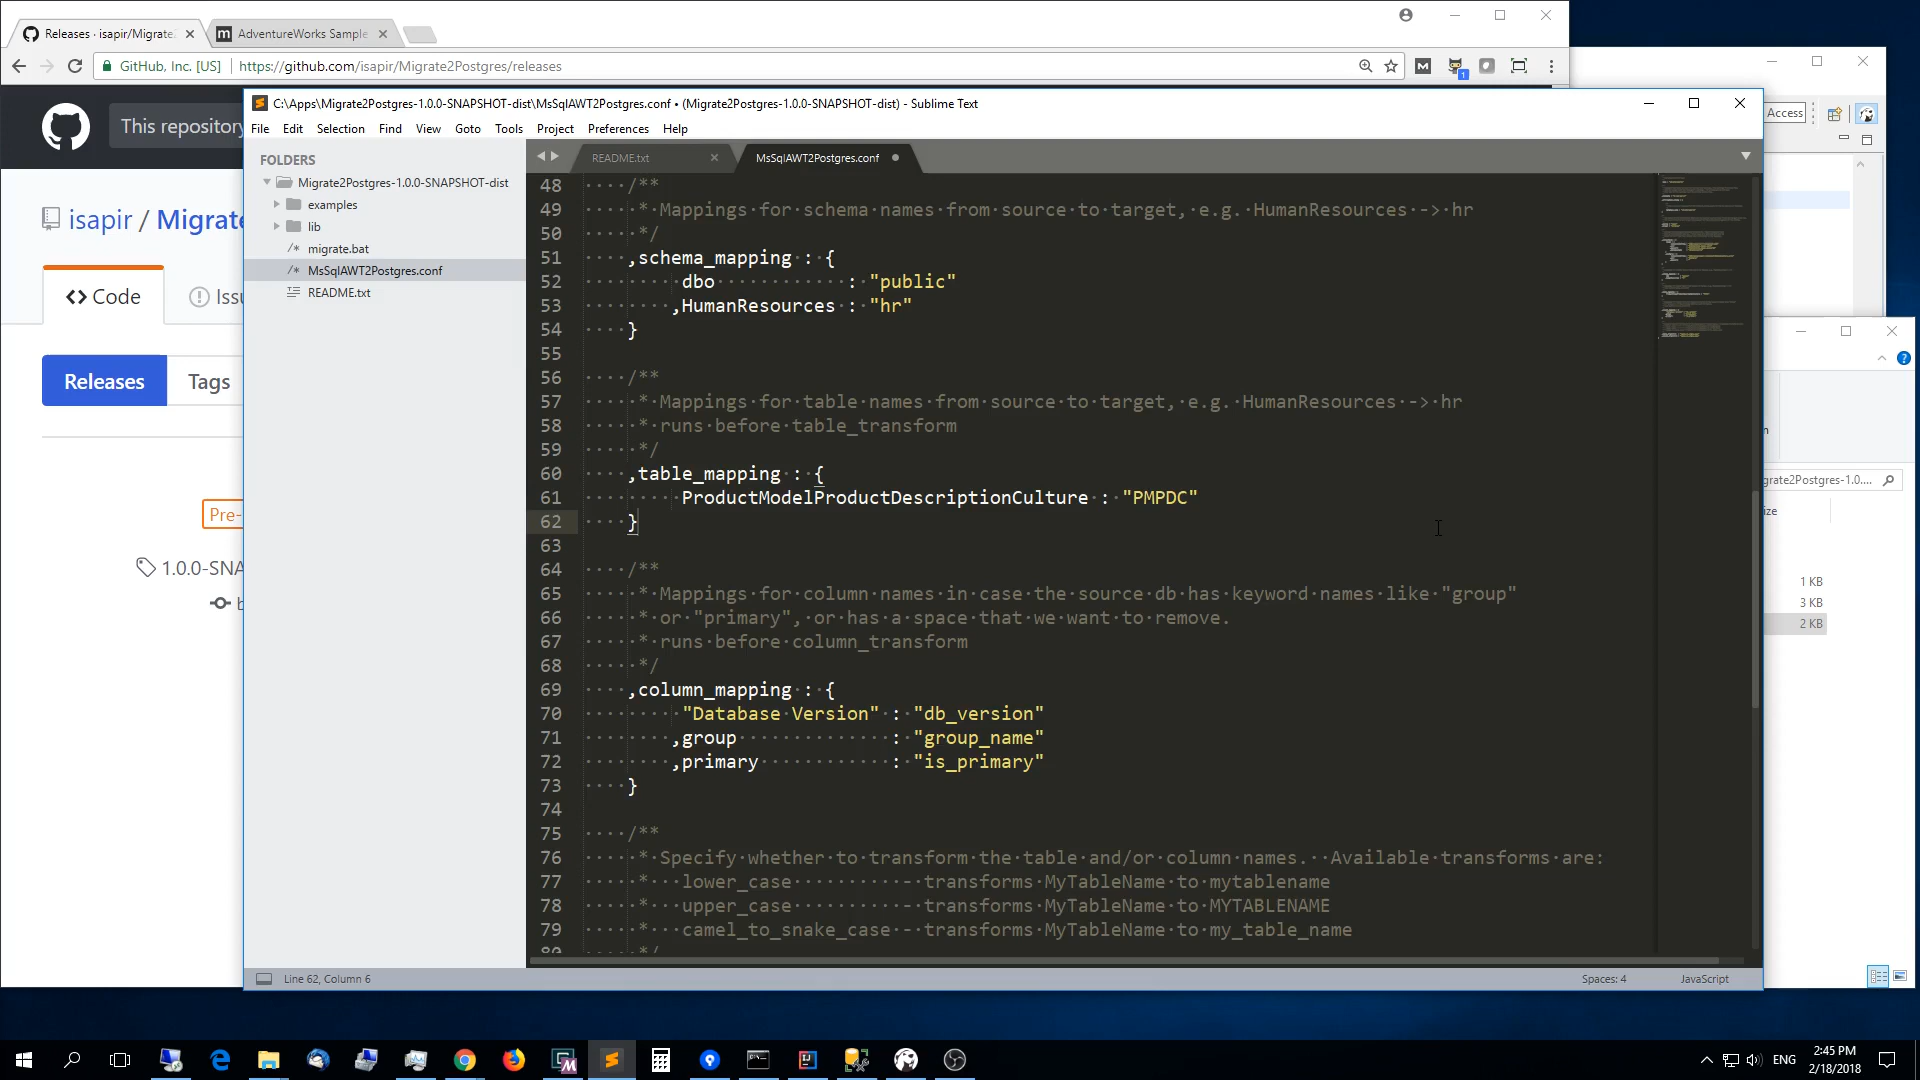 Releases · isapir/Migrate2
AdventureWorks Sample
GitHub, Inc. [US]
https://github.com/isapir/Migrate2Postgres/releases
This repository
isapir / Migrate
Code
Issu
Releases
Tags
Pre-
1.0.0-SNA
C:\Apps\Migrate2Postgres-1.0.0-SNAPSHOT-dist\MsSqlAWT2Postgres.conf • (Migrate2Postgres-1.0.0-SNAPSHOT-dist) - Sublime Text
File Edit Selection Find View Goto Tools Project Preferences Help
FOLDERS
Migrate2Postgres-1.0.0-SNAPSHOT-dist
examples
lib
migrate.bat
MsSqlAWT2Postgres.conf
README.txt
README.txt
MsSqlAWT2Postgres.conf
48 /**
49 * Mappings for schema names from source to target, e.g. HumanResources -> hr
50 */
51 ,schema_mapping : {
52 dbo : "public"
53 ,HumanResources : "hr"
54 }
55
56 /**
57 * Mappings for table names from source to target, e.g. HumanResources -> hr
58 * runs before table_transform
59 */
60 ,table_mapping : {
61 ProductModelProductDescriptionCulture : "PMPDC"
62 }
63
64 /**
65 * Mappings for column names in case the source db has keyword names like "group"
66 * or "primary", or has a space that we want to remove.
67 * runs before column_transform
68 */
69 ,column_mapping : {
70 "Database Version" : "db_version"
71 ,group : "group_name"
72 ,primary : "is_primary"
73 }
74
75 /**
76 * Specify whether to transform the table and/or column names. Available transforms are:
77 * lower_case - transforms MyTableName to mytablename
78 * upper_case - transforms MyTableName to MYTABLENAME
79 * camel_to_snake_case - transforms MyTableName to my_table_name
80 */
Line 62, Column 6
Spaces: 4
JavaScript
Access
grate2Postgres-1.0....
ize
1 KB
3 KB
2 KB
ENG
2:45 PM
2/18/2018